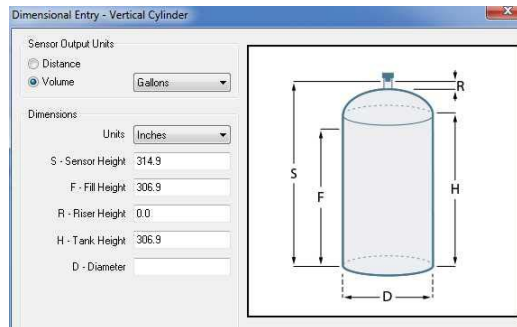 Dimensional Entry - Vertical Cylinder
Sensor Output Units
Distance
Volume Gallons
Dimensions
Units Inches
S - Sensor Height 314.9
F - Fill Height 306.9
R - Riser Height 0.0
H - Tank Height 306.9
D - Diameter
R
S
F
H
D